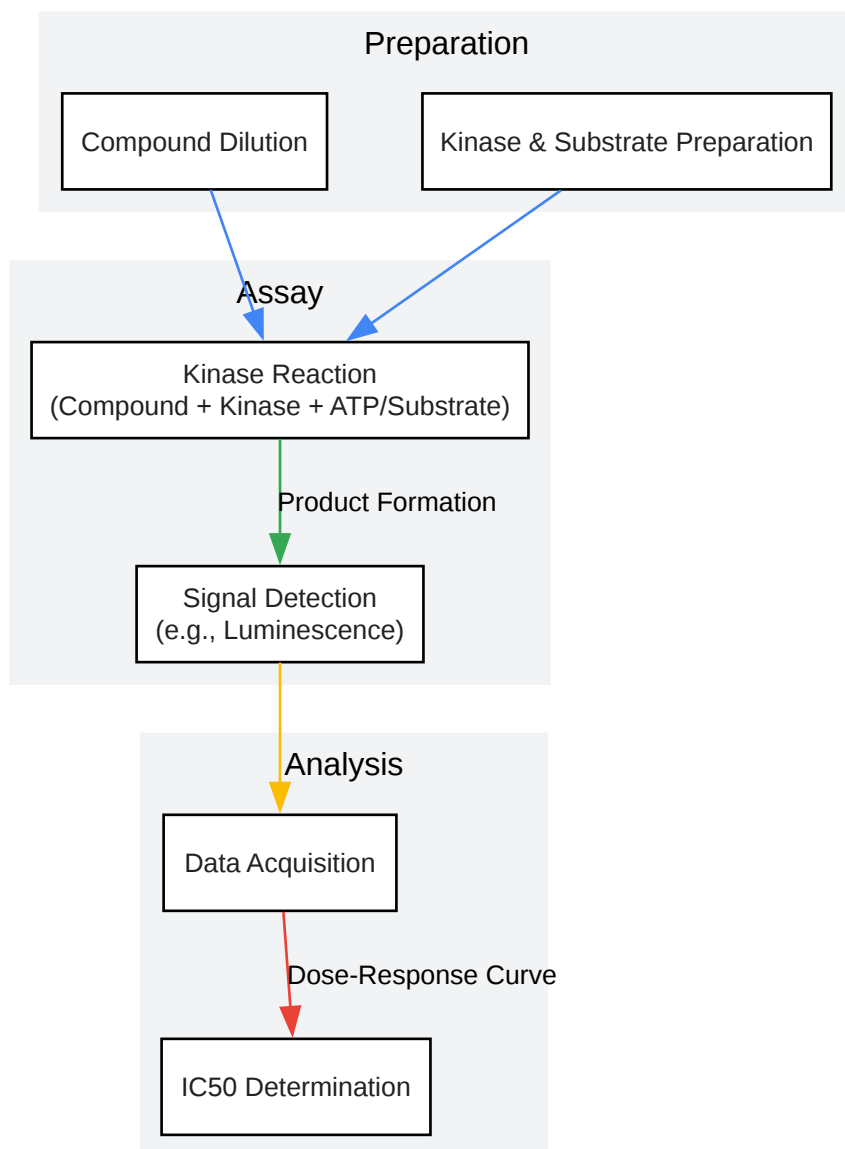 Preparation
Compound Dilution
Kinase & Substrate Preparation
Assay
Kinase Reaction
(Compound + Kinase + ATP/Substrate)
Product Formation
Signal Detection
(e.g., Luminescence)
Analysis
Data Acquisition
Dose-Response Curve
IC50 Determination